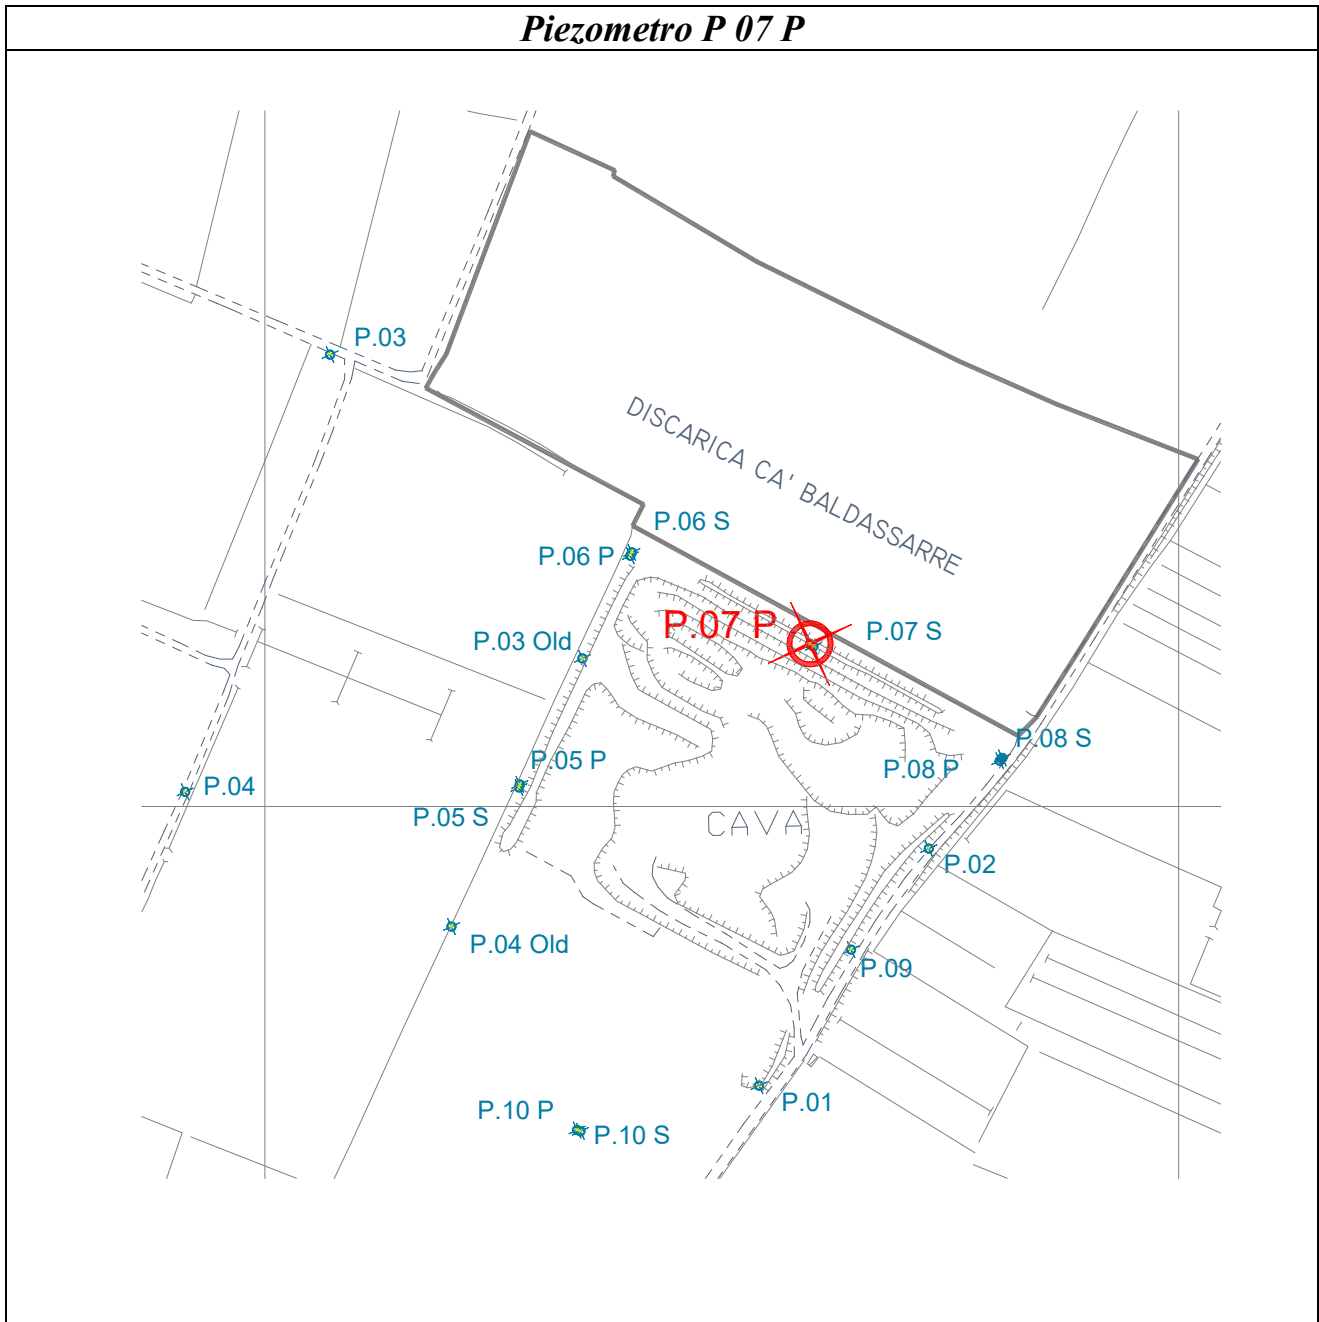 Piezometro P 07 P
P.03
DISCARICA CA' BALDASSARRE
P.06 S
P.06 P
P.07 P
P.07 S
P.03 Old
P.08 S
P.05 P
P.08 P
P.04
P.05 S
CAVA
P.02
P.04 Old
P.09
P.01
P.10 P
P.10 S